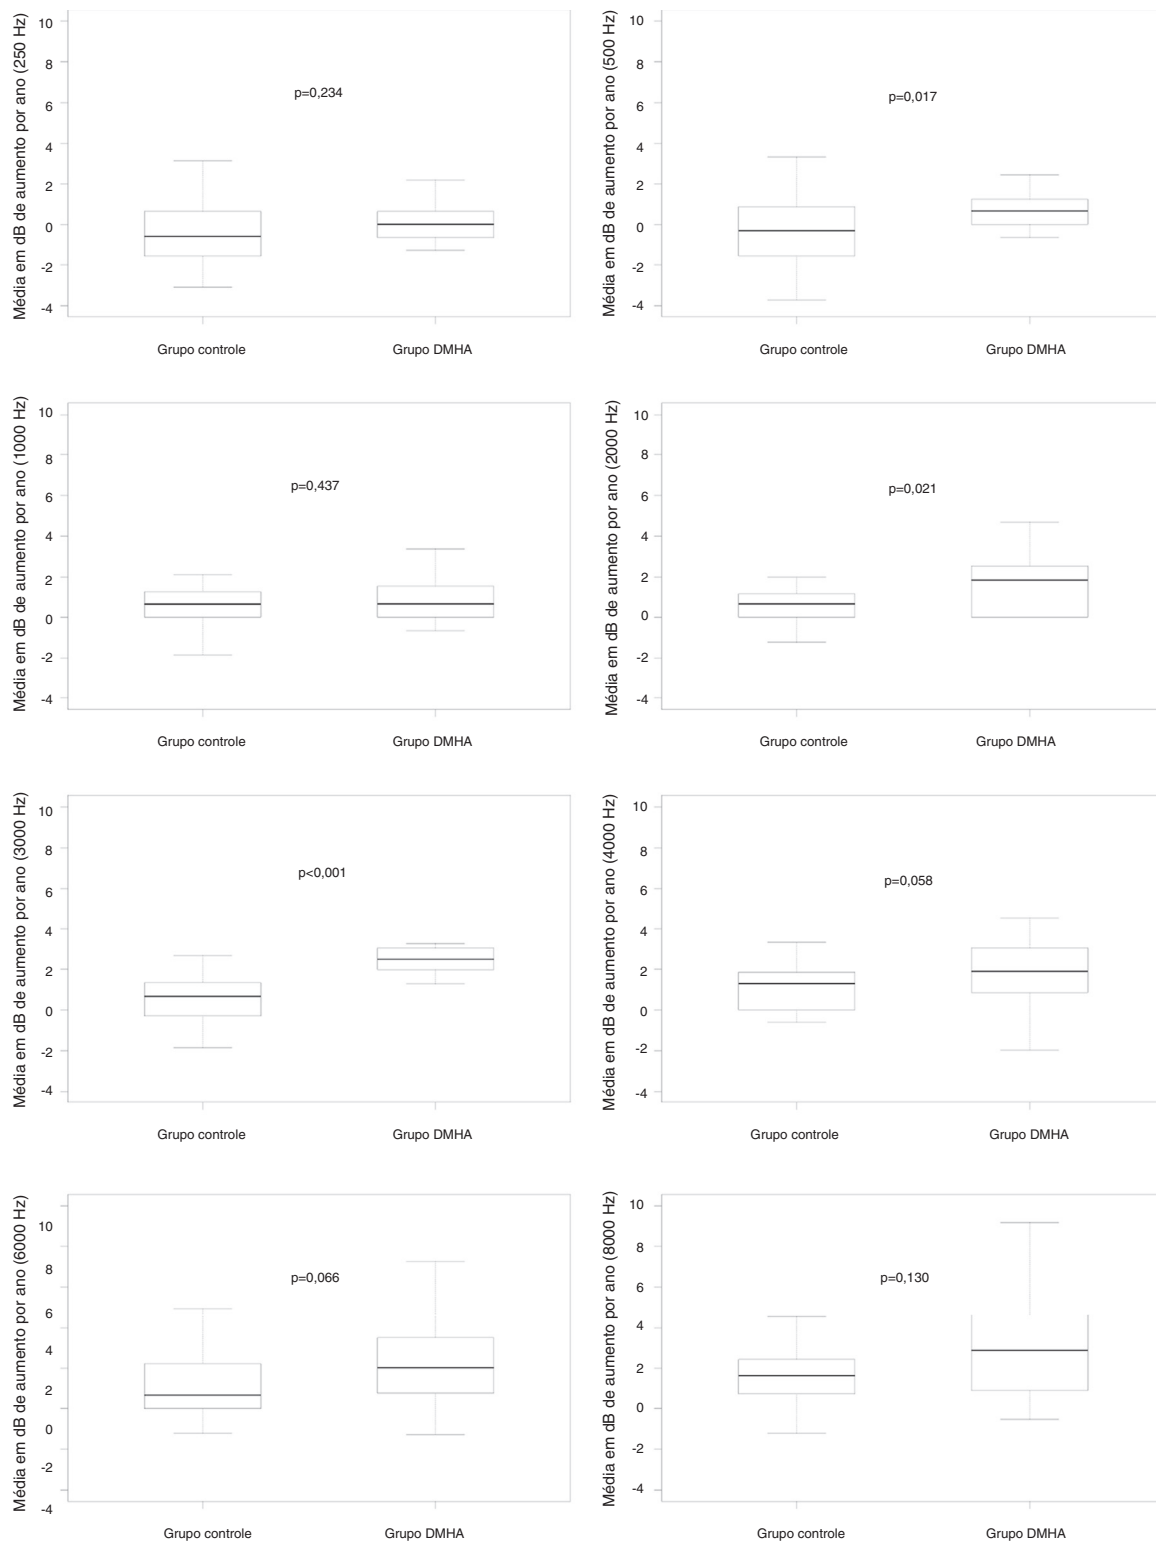 Média em dB de aumento por ano (250 Hz)
10
8
6
4
2
0
-2
-4
p=0,234
Grupo controle
Grupo DMHA
Média em dB de aumento por ano (500 Hz)
10
8
6
4
2
0
-2
-4
p=0,017
Grupo controle
Grupo DMHA
Média em dB de aumento por ano (1000 Hz)
10
8
6
4
2
0
-2
-4
p=0,437
Grupo controle
Grupo DMHA
Média em dB de aumento por ano (2000 Hz)
10
8
6
4
2
0
-2
-4
p=0,021
Grupo controle
Grupo DMHA
Média em dB de aumento por ano (3000 Hz)
10
8
6
4
2
0
-2
-4
p<0,001
Grupo controle
Grupo DMHA
Média em dB de aumento por ano (4000 Hz)
10
8
6
4
2
0
-2
-4
p=0,058
Grupo controle
Grupo DMHA
Média em dB de aumento por ano (6000 Hz)
10
8
6
4
2
0
-2
-4
p=0,066
Grupo controle
Grupo DMHA
Média em dB de aumento por ano (8000 Hz)
10
8
6
4
2
0
-2
-4
p=0,130
Grupo controle
Grupo DMHA